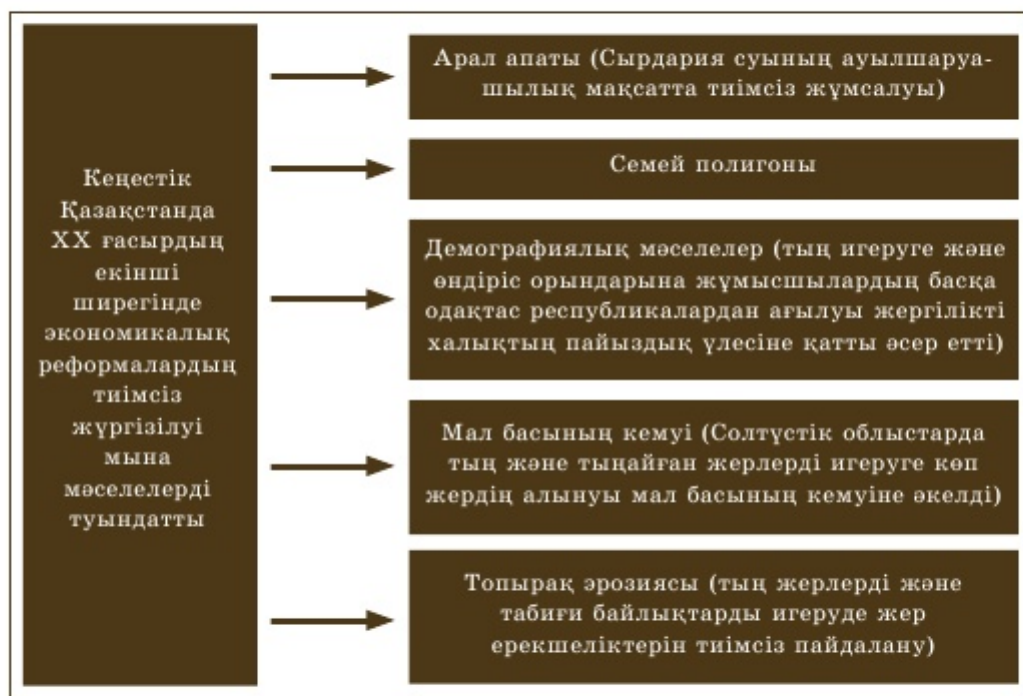 Кеңестік
Қазақстанда
ХХ ғасырдың
екінші
ширегінде
экономикалық
реформалардың
тиімсіз
жүргізілуі
мына
мәселелерді
туындатты
Арал апаты (Сырдария суының ауылшаруа-
шылық мақсатта тиімсіз жұмсалуы)
Семей полигоны
Демографиялық мәселелер (тың игеруге және
өндіріс орындарына жұмысшылардың басқа
одақтас республикалардан ағылуы жергілікті
халықтың пайыздық үлесіне қатты әсер етті)
Мал басының кемуі (Солтүстік облыстарда
тың және тыңайған жерлерді игеруге көп
жердің алынуы мал басының кемуіне әкелді)
Топырақ эрозиясы (тың жерлерді және
табиғи байлықтарды игеруде жер
ерекшеліктерін тиімсіз пайдалану)